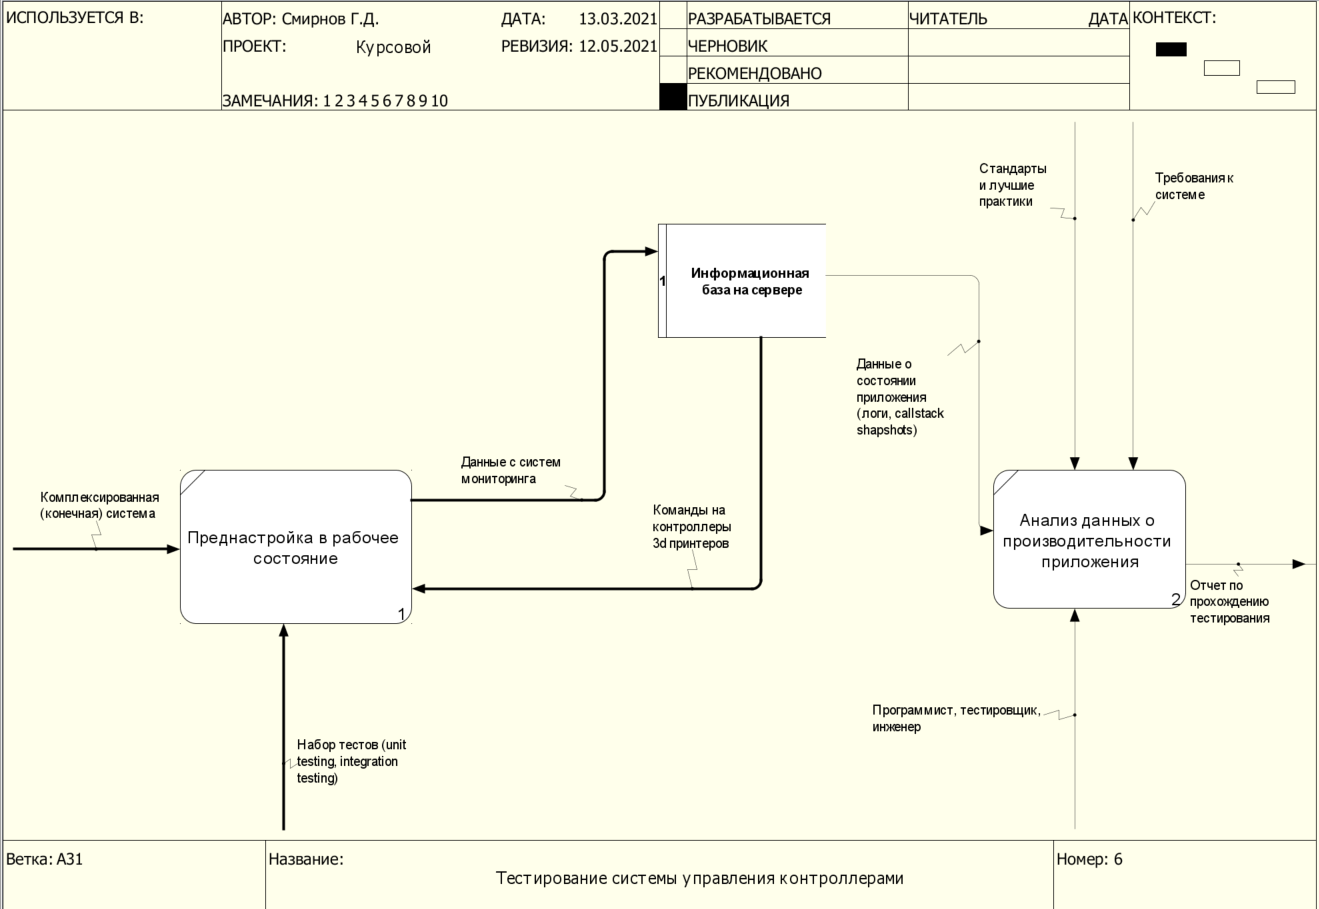 ИСПОЛЬЗУЕТСЯ В:
АВТОР: Смирнов Г.Д.
ДАТА: 13.03.2021
ПРОЕКТ: Курсовой
РЕВИЗИЯ: 12.05.2021
ЗАМЕЧАНИЯ: 1 2 3 4 5 6 7 8 9 10
РАЗРАБАТЫВАЕТСЯ
ЧЕРНОВИК
РЕКОМЕНДОВАНО
ПУБЛИКАЦИЯ
ЧИТАТЕЛЬ
ДАТА
КОНТЕКСТ:
Стандарты
и лучшие
практики
Требования к
системе
1
Информационная
база на сервере
Данные о
состоянии
приложения
(логи, callstack
shapshots)
Данные с систем
мониторинга
Комплексированная
(конечная) система
Преднастройка в рабочее
состояние
1
Команды на
контроллеры
3d принтеров
Анализ данных о
производительности
приложения
2
Отчет по
прохождению
тестирования
Программист, тестировщик,
инженер
Набор тестов (unit
testing, integration
testing)
Ветка: A31
Название:
Тестирование системы управления контроллерами
Номер: 6